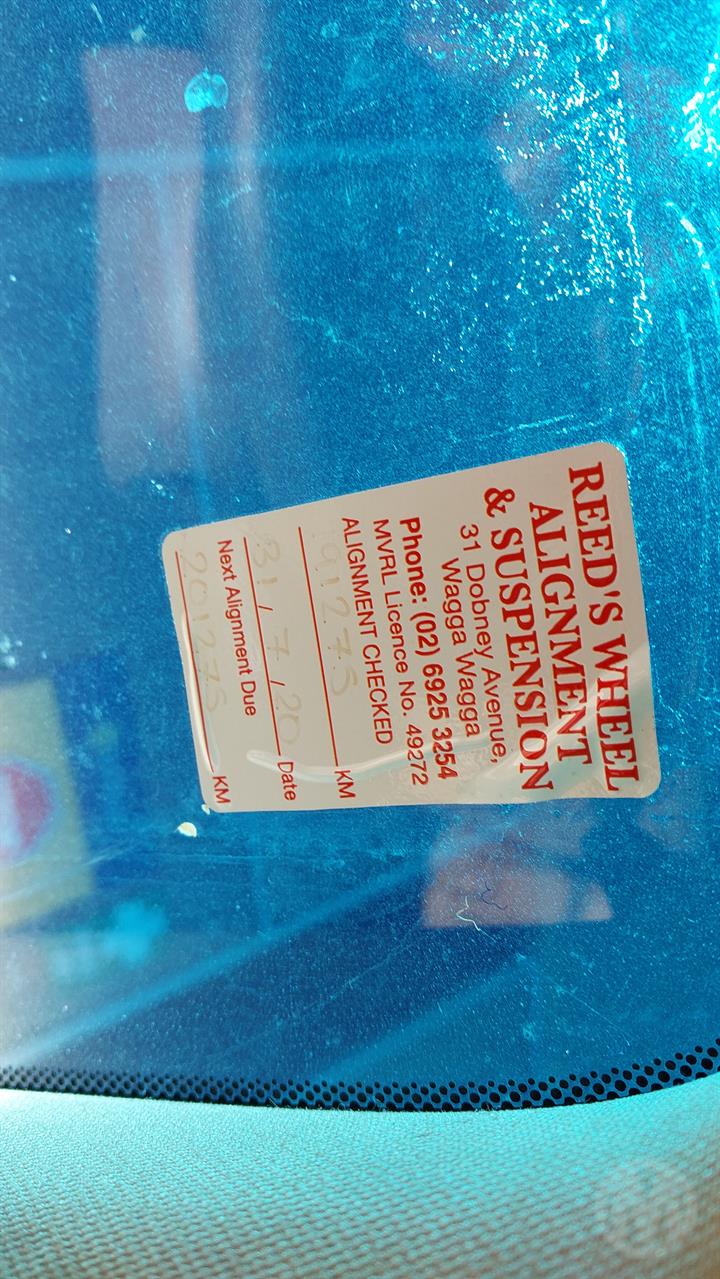 REED'S WHEEL
ALIGNMENT
& SUSPENSION
31 Dobney Avenue,
Wagga Wagga
Phone: (02) 6925 3254
MVRL Licence No. 49272
ALIGNMENT CHECKED
191275 KM
31 / 7 / 20 Date
Next Alignment Due
201275 KM